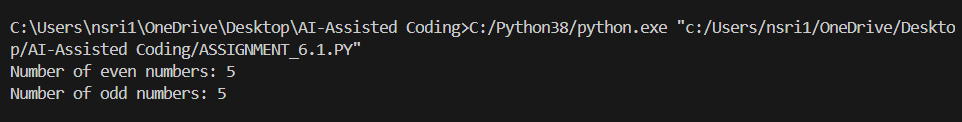 C:\Users\nsri1\OneDrive\Desktop\AI-Assisted Coding>C:/Python38/python.exe "c:/Users/nsri1/OneDrive/Deskto
p/AI-Assisted Coding/ASSIGNMENT_6.1.PY"
Number of even numbers: 5
Number of odd numbers: 5